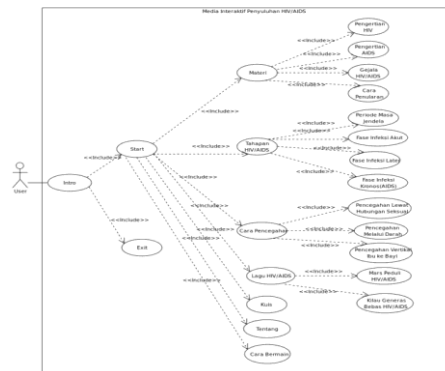 Media Interaktif Penyuluhan HIV/AIDS
Pengertian
HIV
<<Include>>
Pengertian
AIDS
<<Include>>
Materi
<<Include>>
Gejala
HIV/AIDS
<<Include>>
<<Include>>
Cara
Penularan
Periode Masa
Jendela
<<Include>>
Start
Fase Infeksi Akut
<<Include>>
<<Include>>
Tahapan
HIV/AIDS
<<Include>>
Fase Infeksi Laten
<<Include>>
<<Include>>
User
Intro
Fase Infeksi
Kronos(AIDS)
<<Include>>
Pencegahan Lewat
Hubungan Seksual
<<Include>>
<<Include>>
Cara Pencegahan
<<Include>>
Pencegahan
Melalui Darah
<<Include>>
Exit
<<Include>>
Pencegahan Vertikal
Ibu ke Bayi
<<Include>>
Lagu HIV/AIDS
<<Include>>
Mars Peduli
HIV/AIDS
<<Include>>
<<Include>>
Kuis
Kilau Generasi
Bebas HIV/AIDS
<<Include>>
Tentang
<<Include>>
Cara Bermain